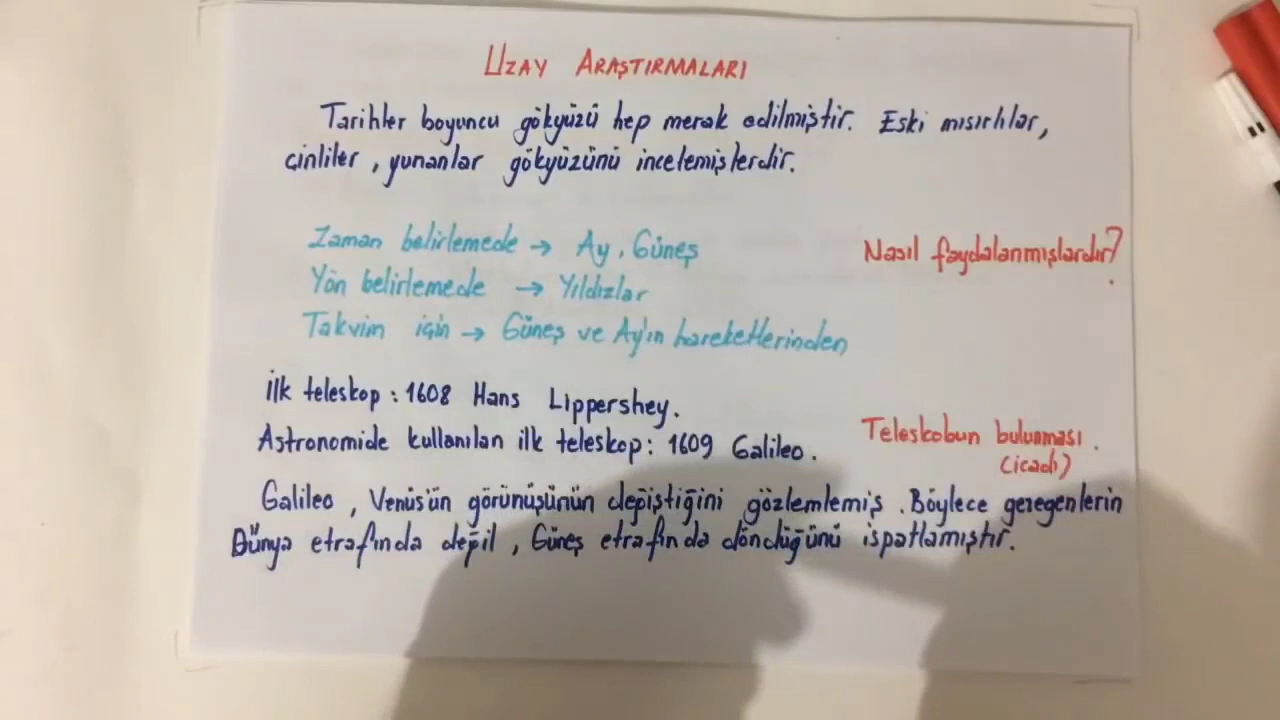 UZAY ARAŞTIRMALARI
Tarihler boyuncu gökyüzü hep merak edilmiştir. Eski mısırlılar,
çinliler, yunanlar gökyüzünü incelemişlerdir.
Zaman belirlemede → Ay, Güneş
Nasıl faydalanmışlardır?
Yön belirlemede → Yıldızlar
Takvim için → Güneş ve Ay'ın hareketlerinden
İlk teleskop: 1608 Hans Lippershey.
Astronomide kullanılan ilk teleskop: 1609 Galileo.
Teleskobun bulunması.
(icadı)
Galileo, Venüs'ün görünüşünün değiştiğini gözlemlemiş. Böylece gezegenlerin
Dünya etrafında değil, Güneş etrafında döndüğünü ispatlamıştır.